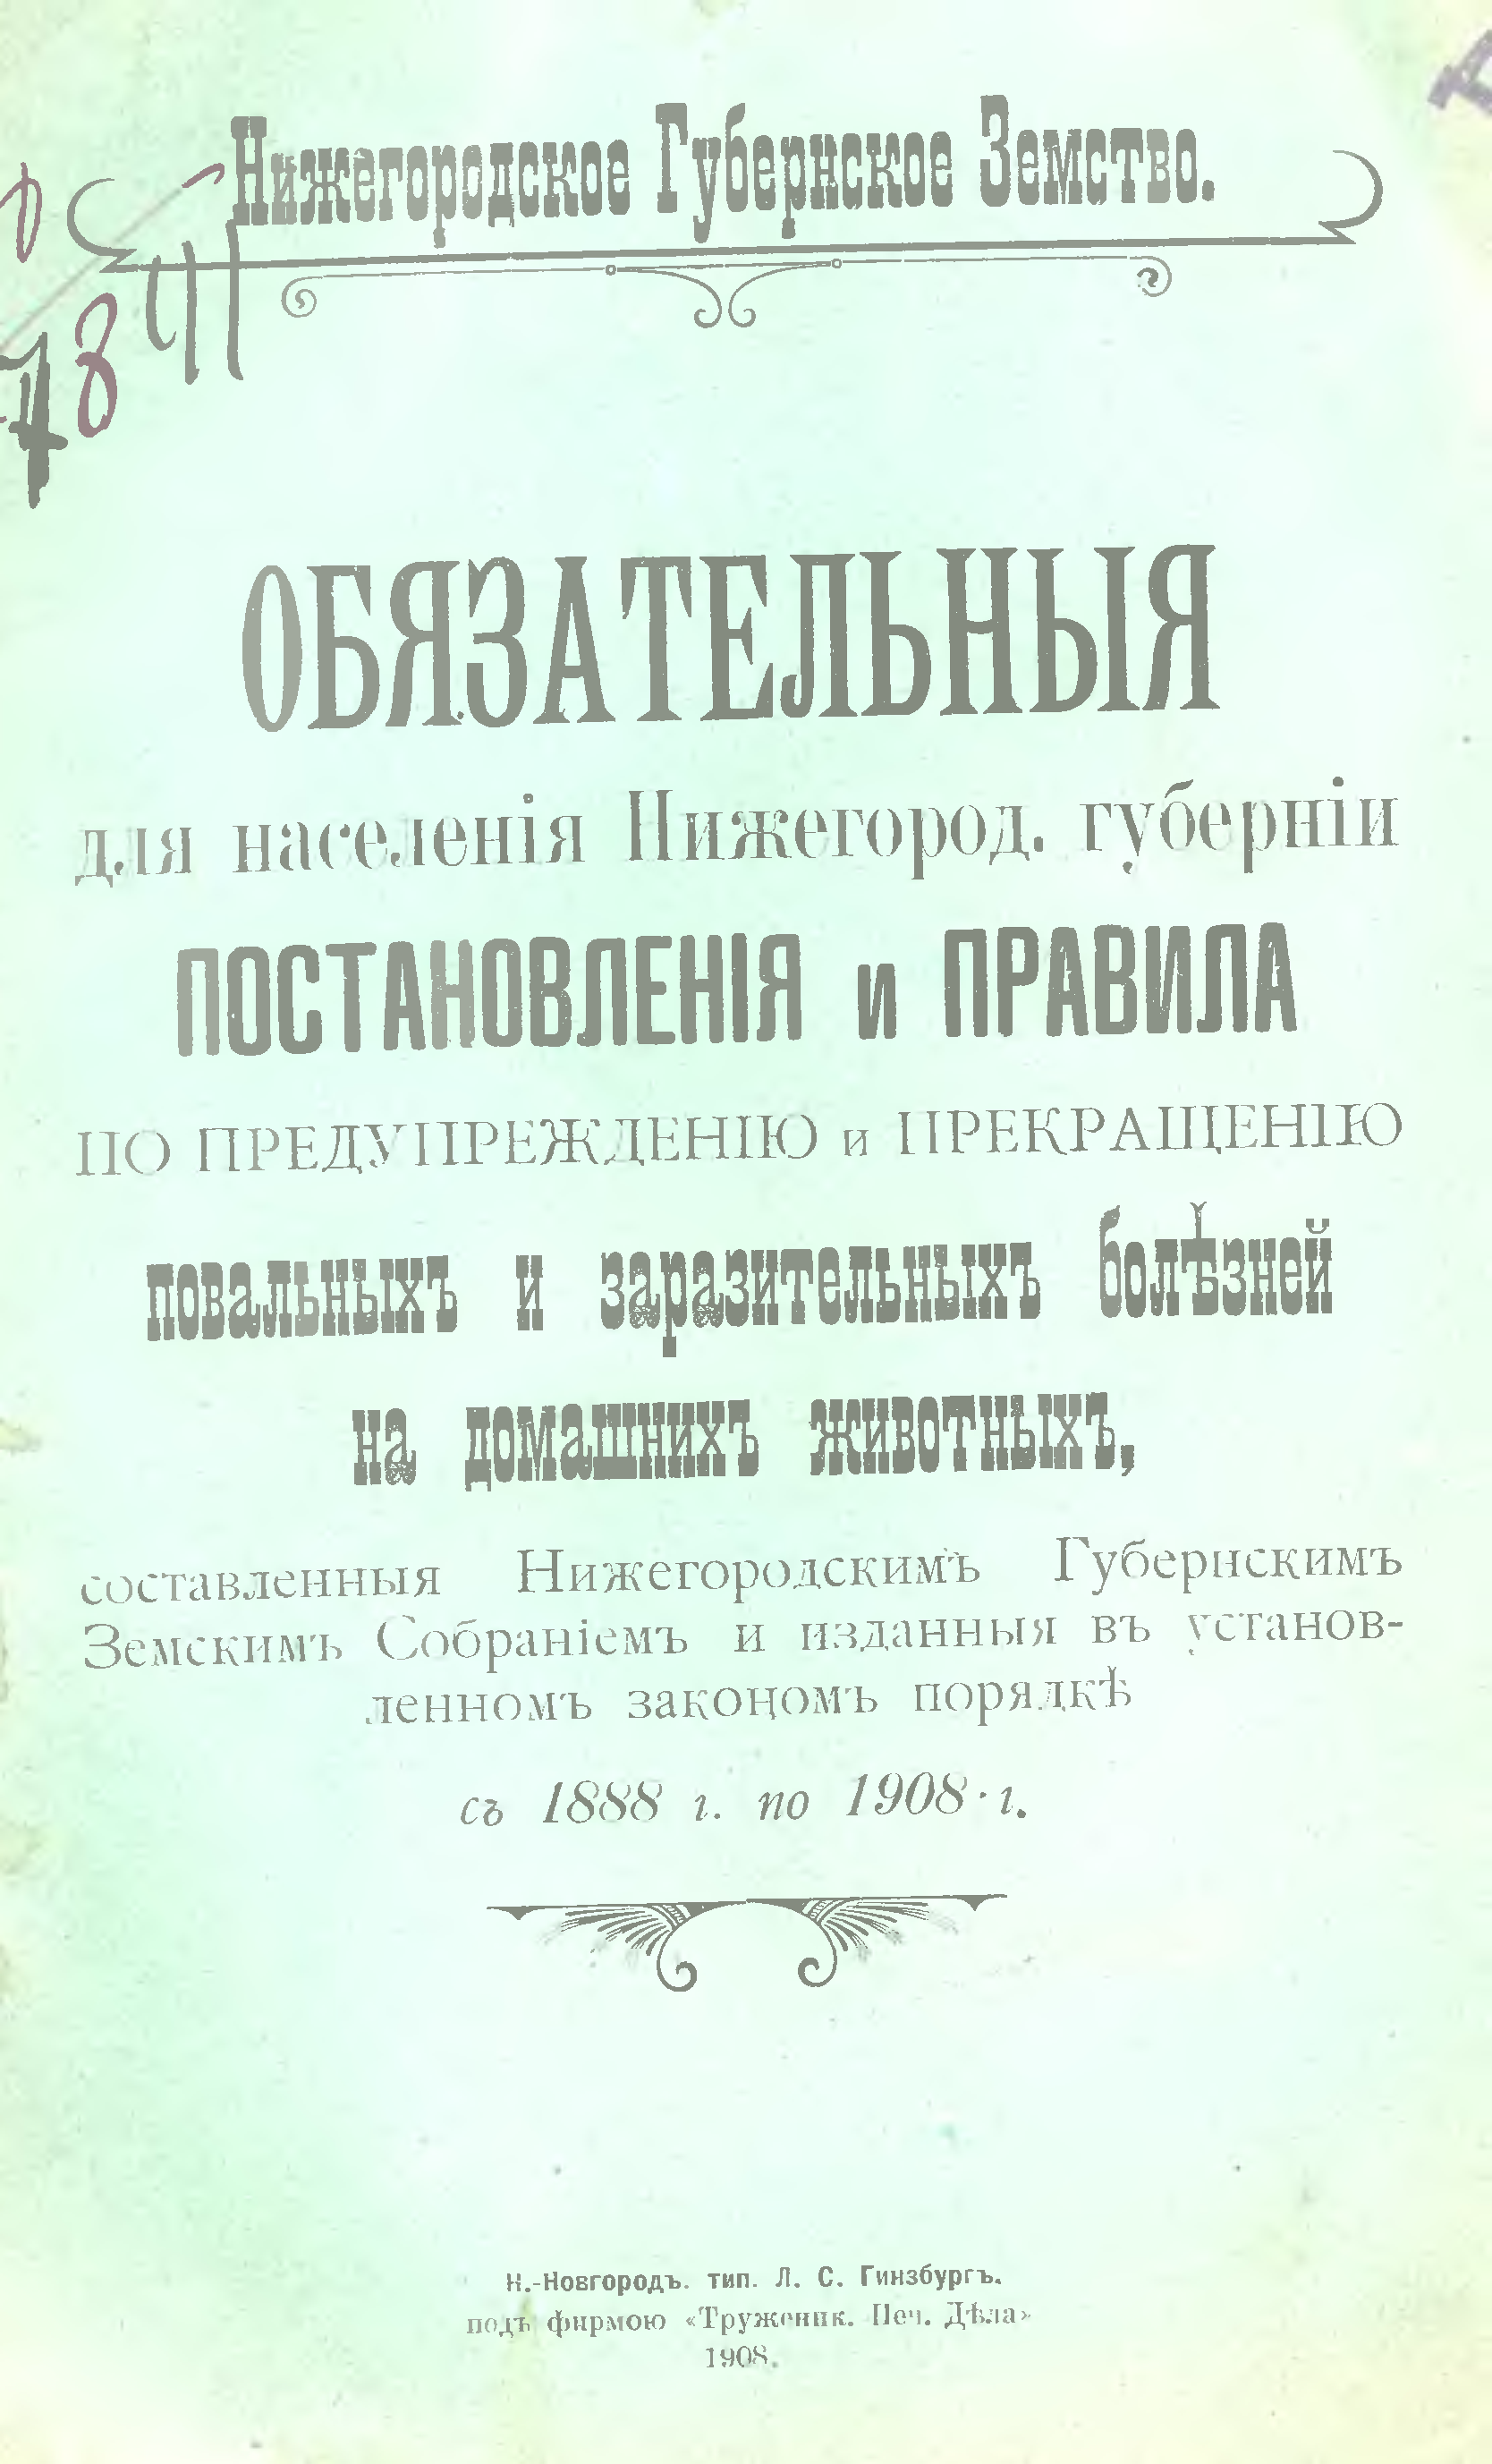 Нижегородское Губернское Земство.
78
ОБЯЗАТЕЛЬНЫЯ
для населенія Нижегород. губерніи
ПОСТАНОВЛЕНІЯ и ПРАВИЛА
ПО ПРЕДУПРЕЖДЕНІЮ и ПРЕКРАЩЕНІЮ
повальныхъ и заразительныхъ болѣзней
на домашнихъ животныхъ,
составленныя Нижегородскимъ Губернскимъ
Земскимъ Собраніемъ и изданныя въ установ-
ленномъ закономъ порядкѣ
съ 1888 г. по 1908 г.
Н.-Новгородъ. тип. Л. С. Гинзбургъ.
подъ фирмою «Труженик. Печ. Дѣла»
1908.